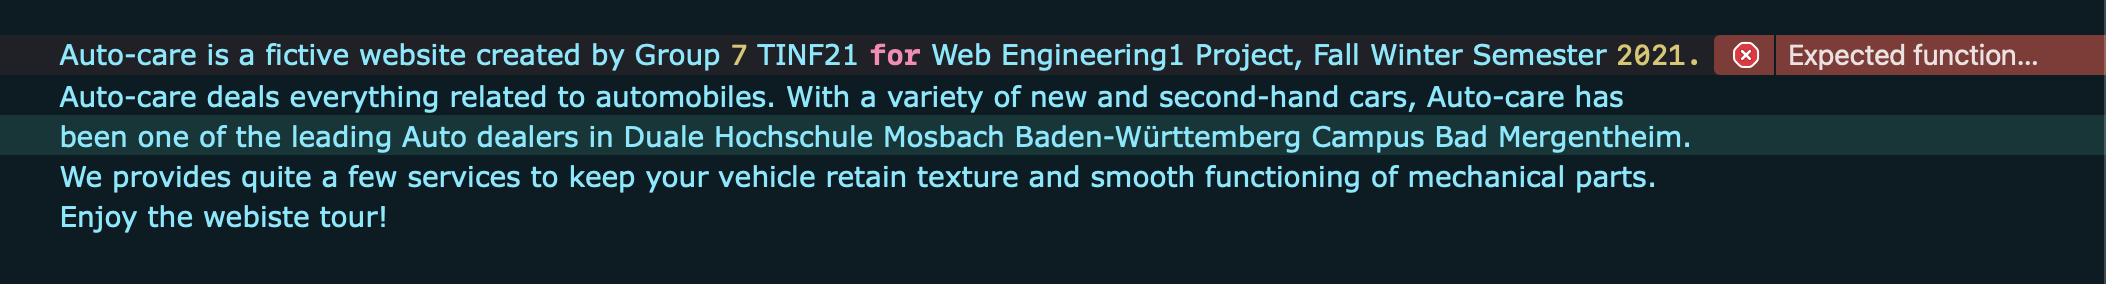 Auto-care is a fictive website created by Group 7 TINF21 for Web Engineering1 Project, Fall Winter Semester 2021. Expected function...
Auto-care deals everything related to automobiles. With a variety of new and second-hand cars, Auto-care has
been one of the leading Auto dealers in Duale Hochschule Mosbach Baden-Württemberg Campus Bad Mergentheim.
We provides quite a few services to keep your vehicle retain texture and smooth functioning of mechanical parts.
Enjoy the webiste tour!